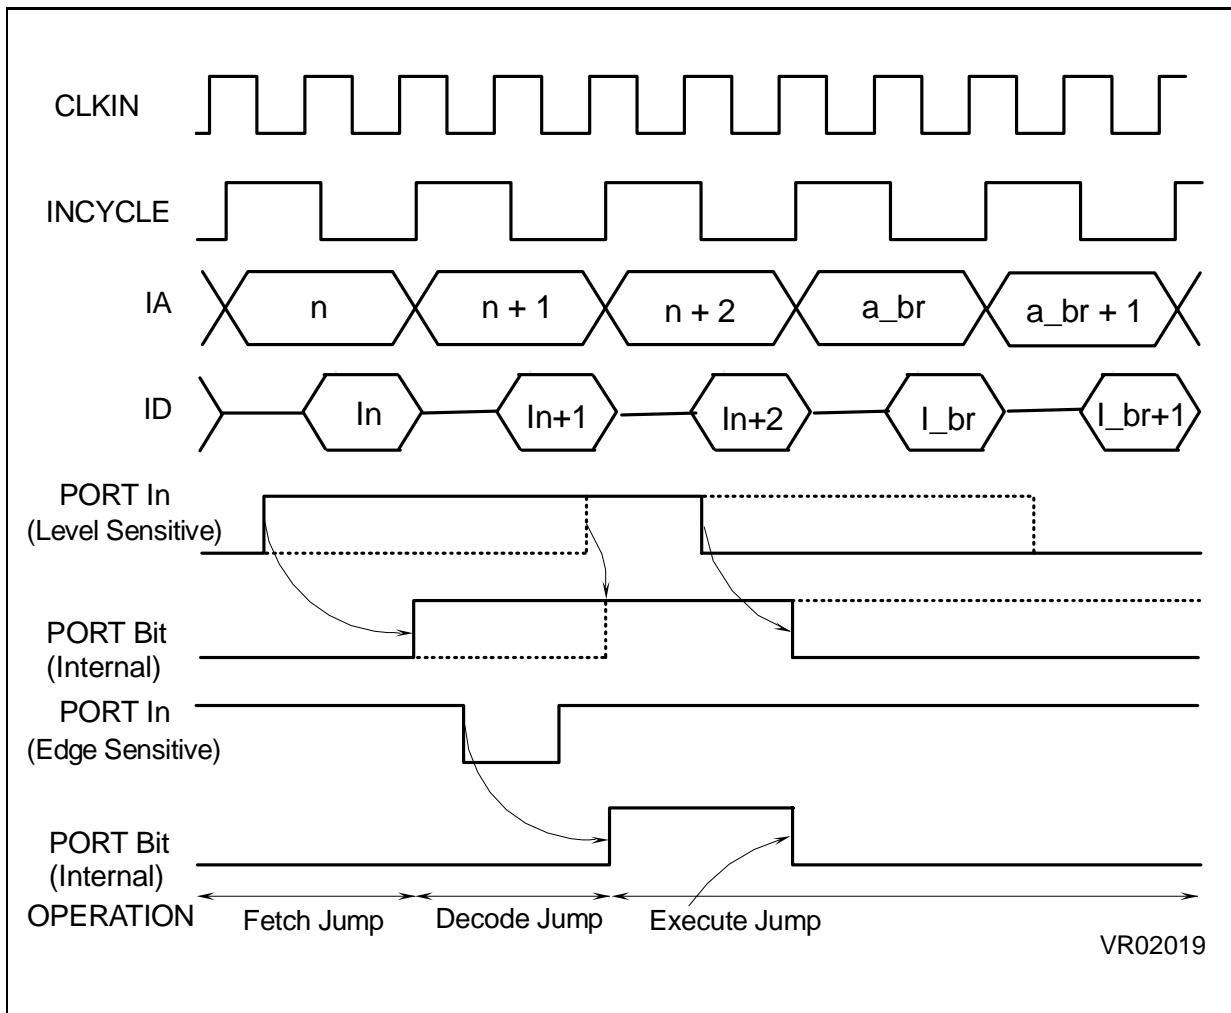 CLKIN
INCYCLE
IA n n + 1 n + 2 a_br a_br + 1
ID In In+1 In+2 I_br I_br+1
PORT In
(Level Sensitive)
PORT Bit
(Internal)
PORT In
(Edge Sensitive)
PORT Bit
(Internal)
OPERATION Fetch Jump Decode Jump Execute Jump
VR02019